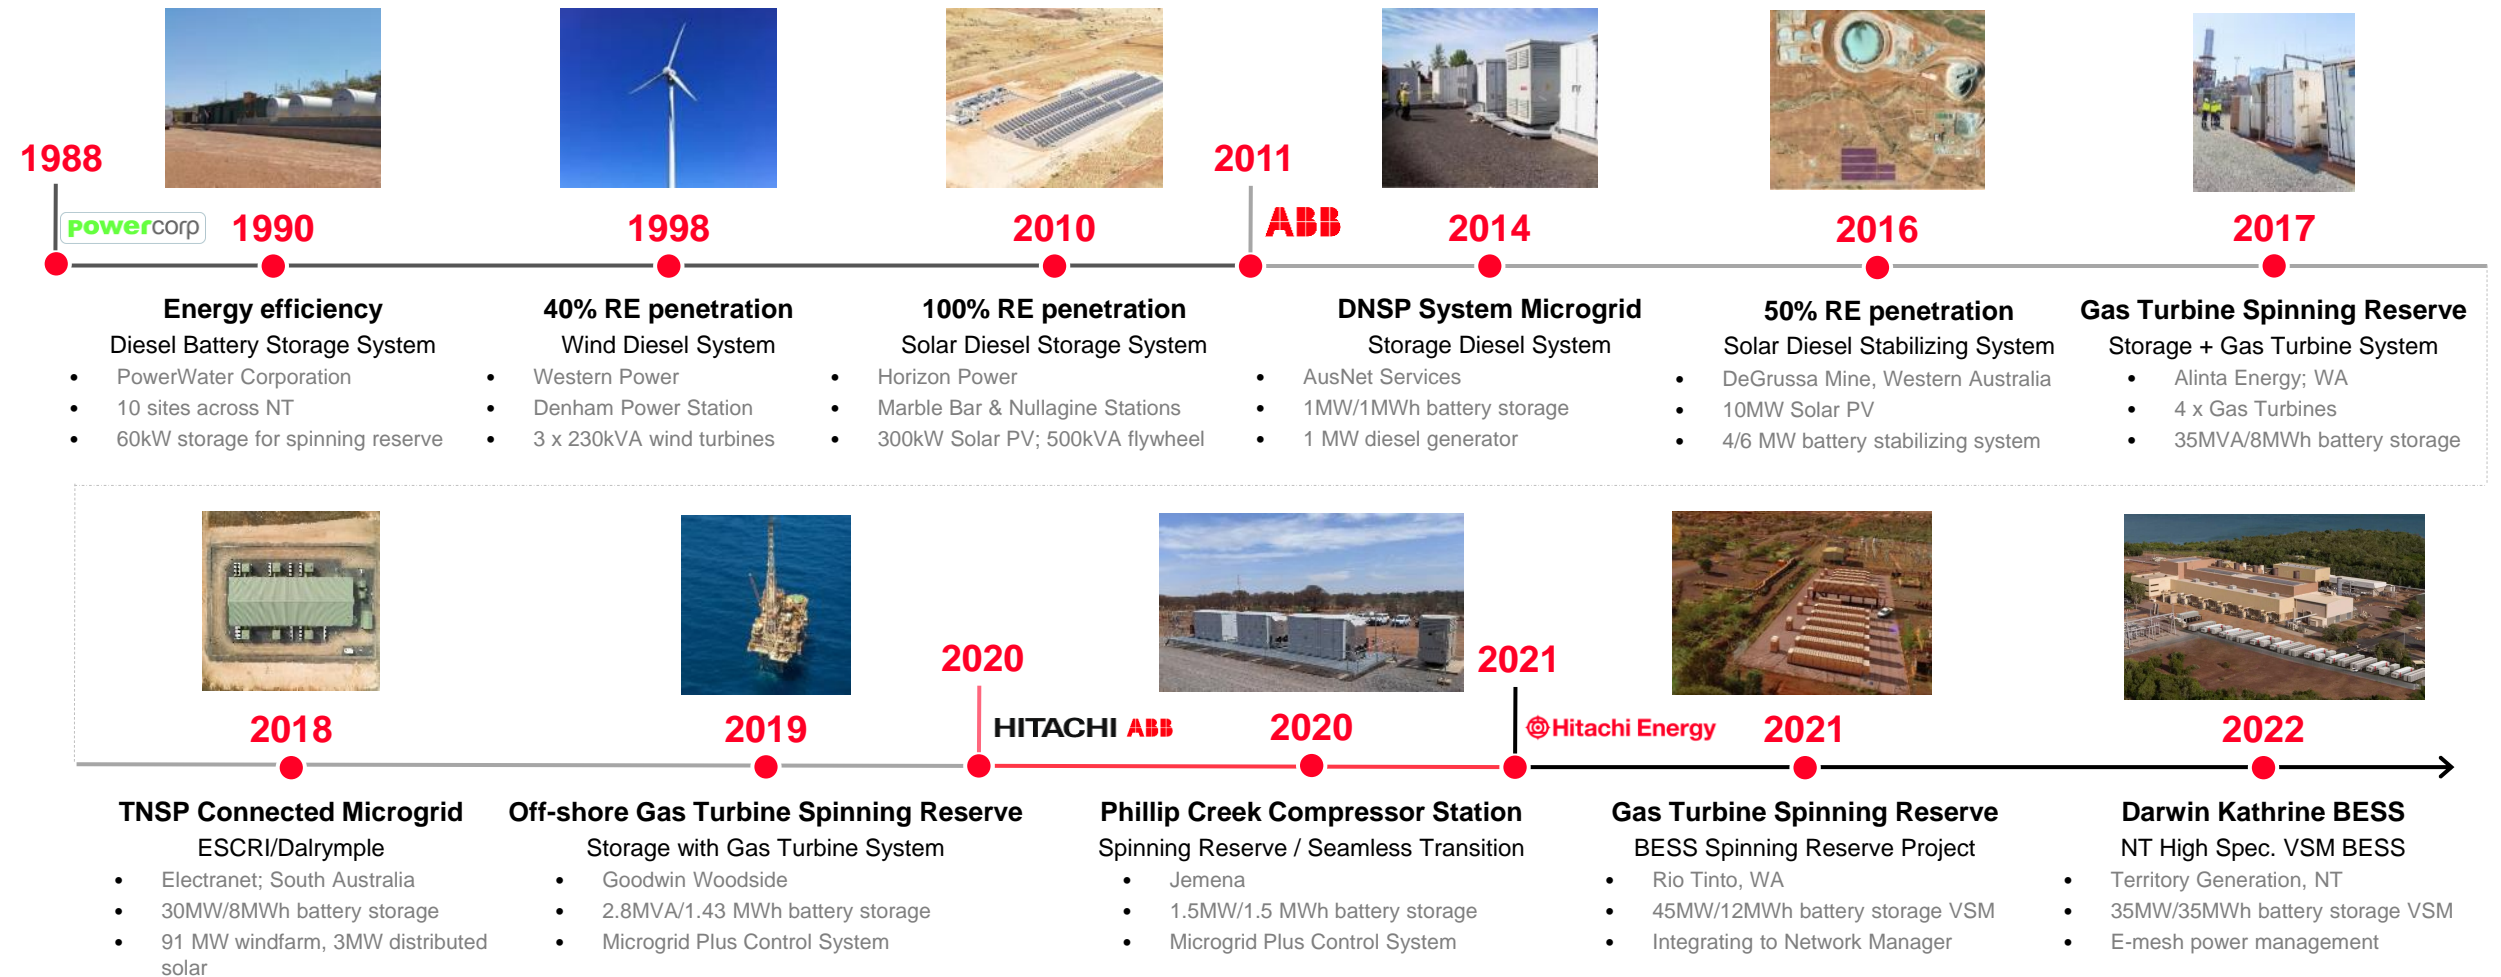 1988
powercorp
1990
Energy efficiency
Diesel Battery Storage System
• PowerWater Corporation
• 10 sites across NT
• 60kW storage for spinning reserve
1998
40% RE penetration
Wind Diesel System
• Western Power
• Denham Power Station
• 3 x 230kVA wind turbines
2010
100% RE penetration
Solar Diesel Storage System
• Horizon Power
• Marble Bar & Nullagine Stations
• 300kW Solar PV; 500kVA flywheel
2011
ABB
2014
DNSP System Microgrid
Storage Diesel System
• AusNet Services
• 1MW/1MWh battery storage
• 1 MW diesel generator
2016
50% RE penetration
Solar Diesel Stabilizing System
• DeGrussa Mine, Western Australia
• 10MW Solar PV
• 4/6 MW battery stabilizing system
2017
Gas Turbine Spinning Reserve
Storage + Gas Turbine System
• Alinta Energy; WA
• 4 x Gas Turbines
• 35MVA/8MWh battery storage
2018
TNSP Connected Microgrid
ESCRI/Dalrymple
• Electranet; South Australia
• 30MW/8MWh battery storage
• 91 MW windfarm, 3MW distributed
solar
2019
Off-shore Gas Turbine Spinning Reserve
Storage with Gas Turbine System
• Goodwin Woodside
• 2.8MVA/1.43 MWh battery storage
• Microgrid Plus Control System
2020
HITACHI ABB
2020
Phillip Creek Compressor Station
Spinning Reserve / Seamless Transition
• Jemena
• 1.5MW/1.5 MWh battery storage
• Microgrid Plus Control System
2021
Hitachi Energy
2021
Gas Turbine Spinning Reserve
BESS Spinning Reserve Project
• Rio Tinto, WA
• 45MW/12MWh battery storage VSM
• Integrating to Network Manager
2022
Darwin Kathrine BESS
NT High Spec. VSM BESS
• Territory Generation, NT
• 35MW/35MWh battery storage VSM
• E-mesh power management